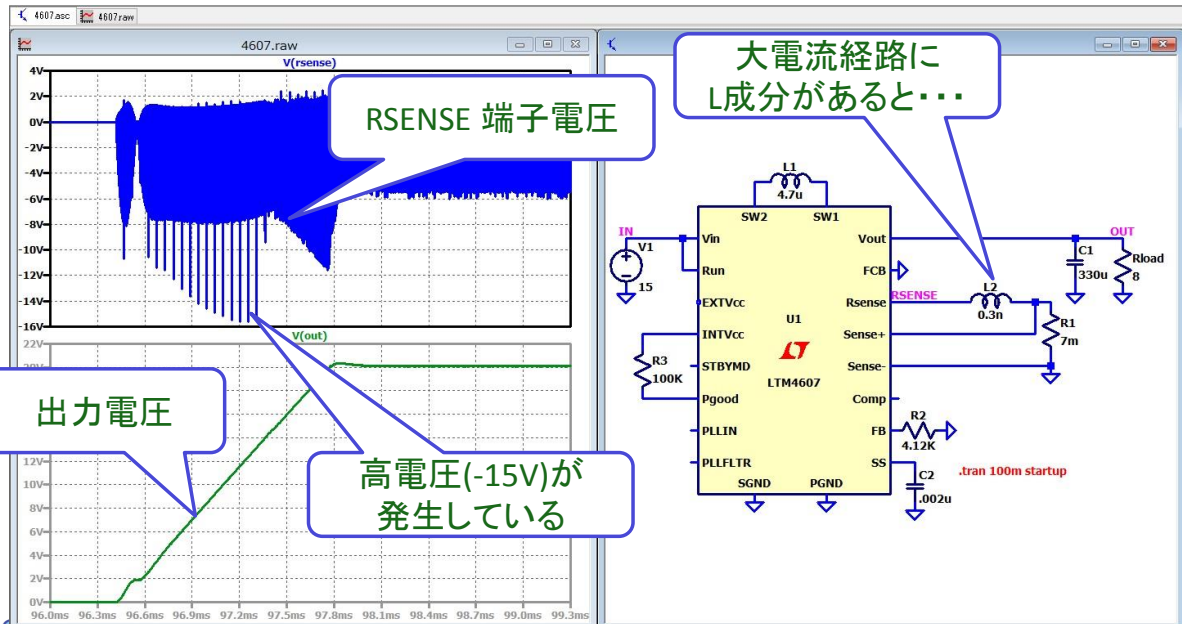 4607.asc
4607.raw
4607.raw
V(rsense)
4V
2V
0V
-2V
-4V
-6V
-8V
-10V
-12V
-14V
-16V
RSENSE 端子電圧
V(out)
22V
20V
12V
10V
8V
6V
4V
2V
0V
出力電圧
高電圧(-15V)が
発生している
96.0ms 96.3ms 96.6ms 96.9ms 97.2ms 97.5ms 97.8ms 98.1ms 98.4ms 98.7ms 99.0ms 99.3ms
大電流経路に
L成分があると・・・
L1
4.7u
SW2
SW1
IN
V1
15
Vin
Run
EXTVcc
INTVcc
STBYMD
Pgood
PLLIN
PLLFLTR
SGND
PGND
U1
LTM4607
Vout
FCB
Rsense
Sense+
Sense-
Comp
FB
SS
R3
100K
RSENSE
L2
0.3n
R1
7m
OUT
C1
330u
Rload
8
R2
4.12K
C2
.002u
.tran 100m startup